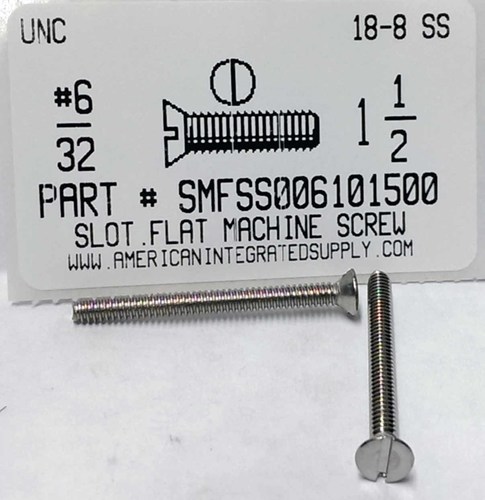 UNC 18-8 SS
#6
32
1 1/2
PART # SMFSS006101500
SLOT.FLAT MACHINE SCREW
WWW.AMERICANINTEGRATEDSUPPLY.COM